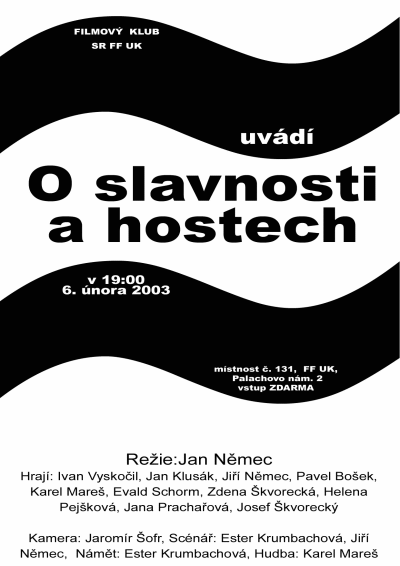 FILMOVÝ KLUB
SR FF UK
uvádí
O slavnosti
a hostech
v 19:00
6. února 2003
místnost č. 131, FF UK,
Palachovo nám. 2
vstup ZDARMA
Režie:Jan Němec
Hrají: Ivan Vyskočil, Jan Klusák, Jiří Němec, Pavel Bošek,
Karel Mareš, Evald Schorm, Zdena Škvorecká, Helena
Pejšková, Jana Prachařová, Josef Škvorecký
Kamera: Jaromír Šofr, Scénář: Ester Krumbachová, Jiří
Němec, Námět: Ester Krumbachová, Hudba: Karel Mareš